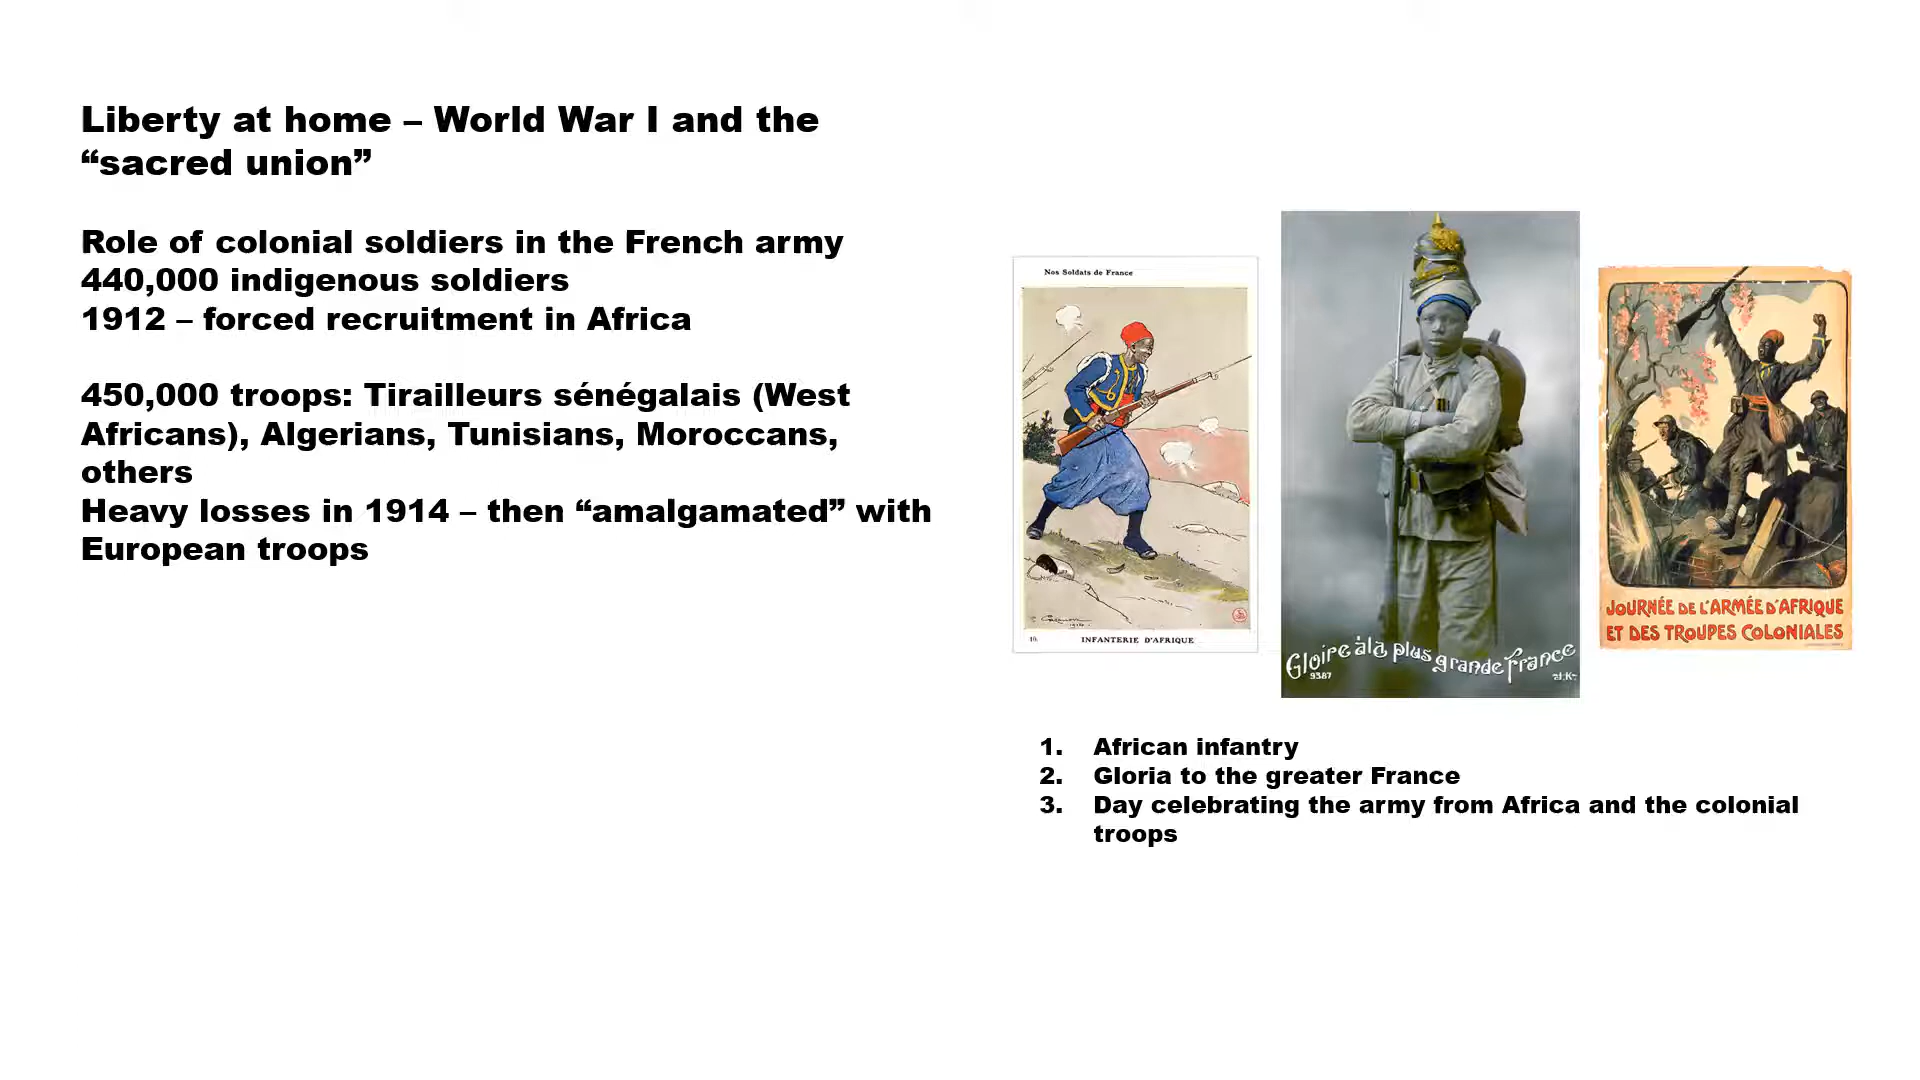 Liberty at home – World War I and the
“sacred union”
Role of colonial soldiers in the French army
440,000 indigenous soldiers
1912 – forced recruitment in Africa
450,000 troops: Tirailleurs sénégalais (West
Africans), Algerians, Tunisians, Moroccans,
others
Heavy losses in 1914 – then “amalgamated” with
European troops
Nos Soldats de France
10.
INFANTERIE D'AFRIQUE
Gloire à la plus grande France
9387
JOURNÉE DE L'ARMÉE D'AFRIQUE
ET DES TROUPES COLONIALES
1. African infantry
2. Gloria to the greater France
3. Day celebrating the army from Africa and the colonial
troops